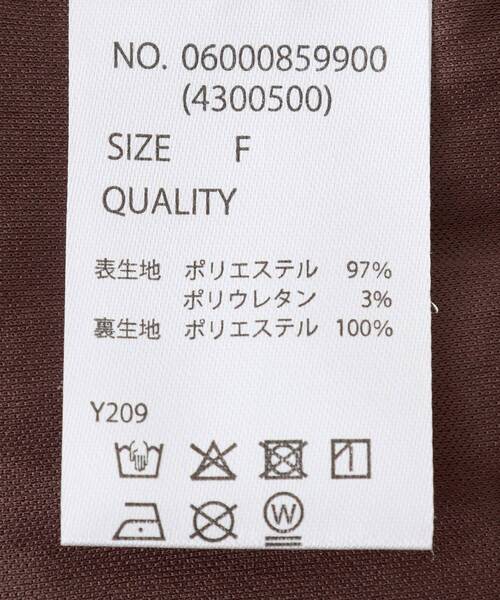 NO. 06000859900
(4300500)
SIZE F
QUALITY
表生地 ポリエステル 97%
ポリウレタン 3%
裏生地 ポリエステル 100%
Y209
W